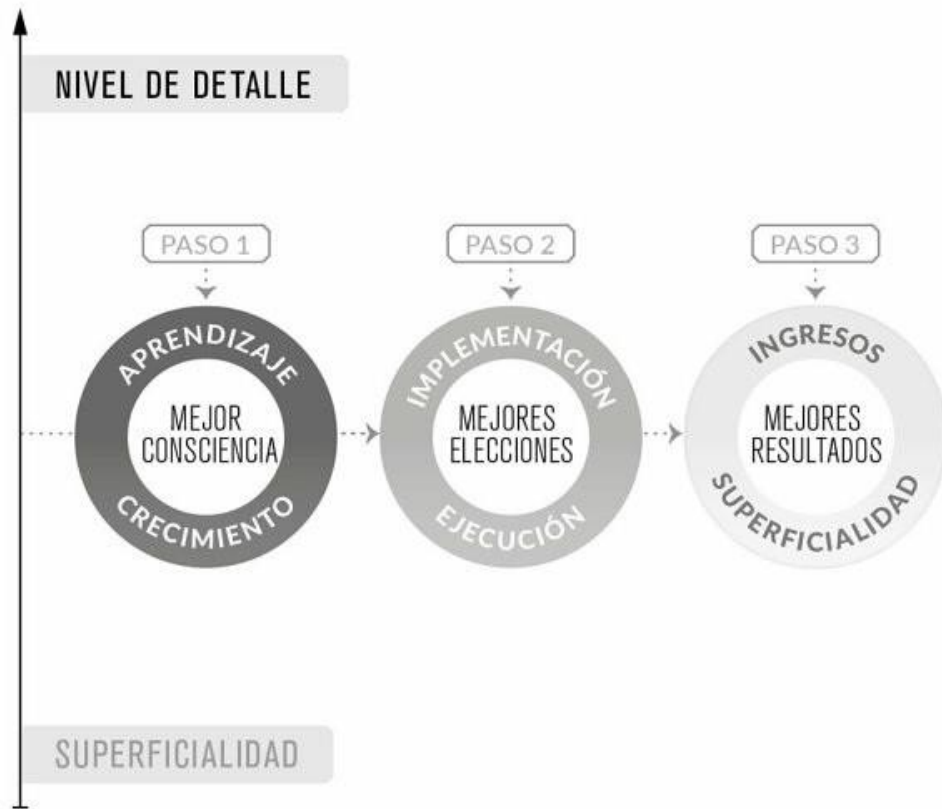 NIVEL DE DETALLE
PASO 1
PASO 2
PASO 3
APRENDIZAJE
MEJOR
CONSCIENCIA
CRECIMIENTO
IMPLEMENTACIÓN
MEJORES
ELECCIONES
EJECUCIÓN
INGRESOS
MEJORES
RESULTADOS
SUPERFICIALIDAD
SUPERFICIALIDAD